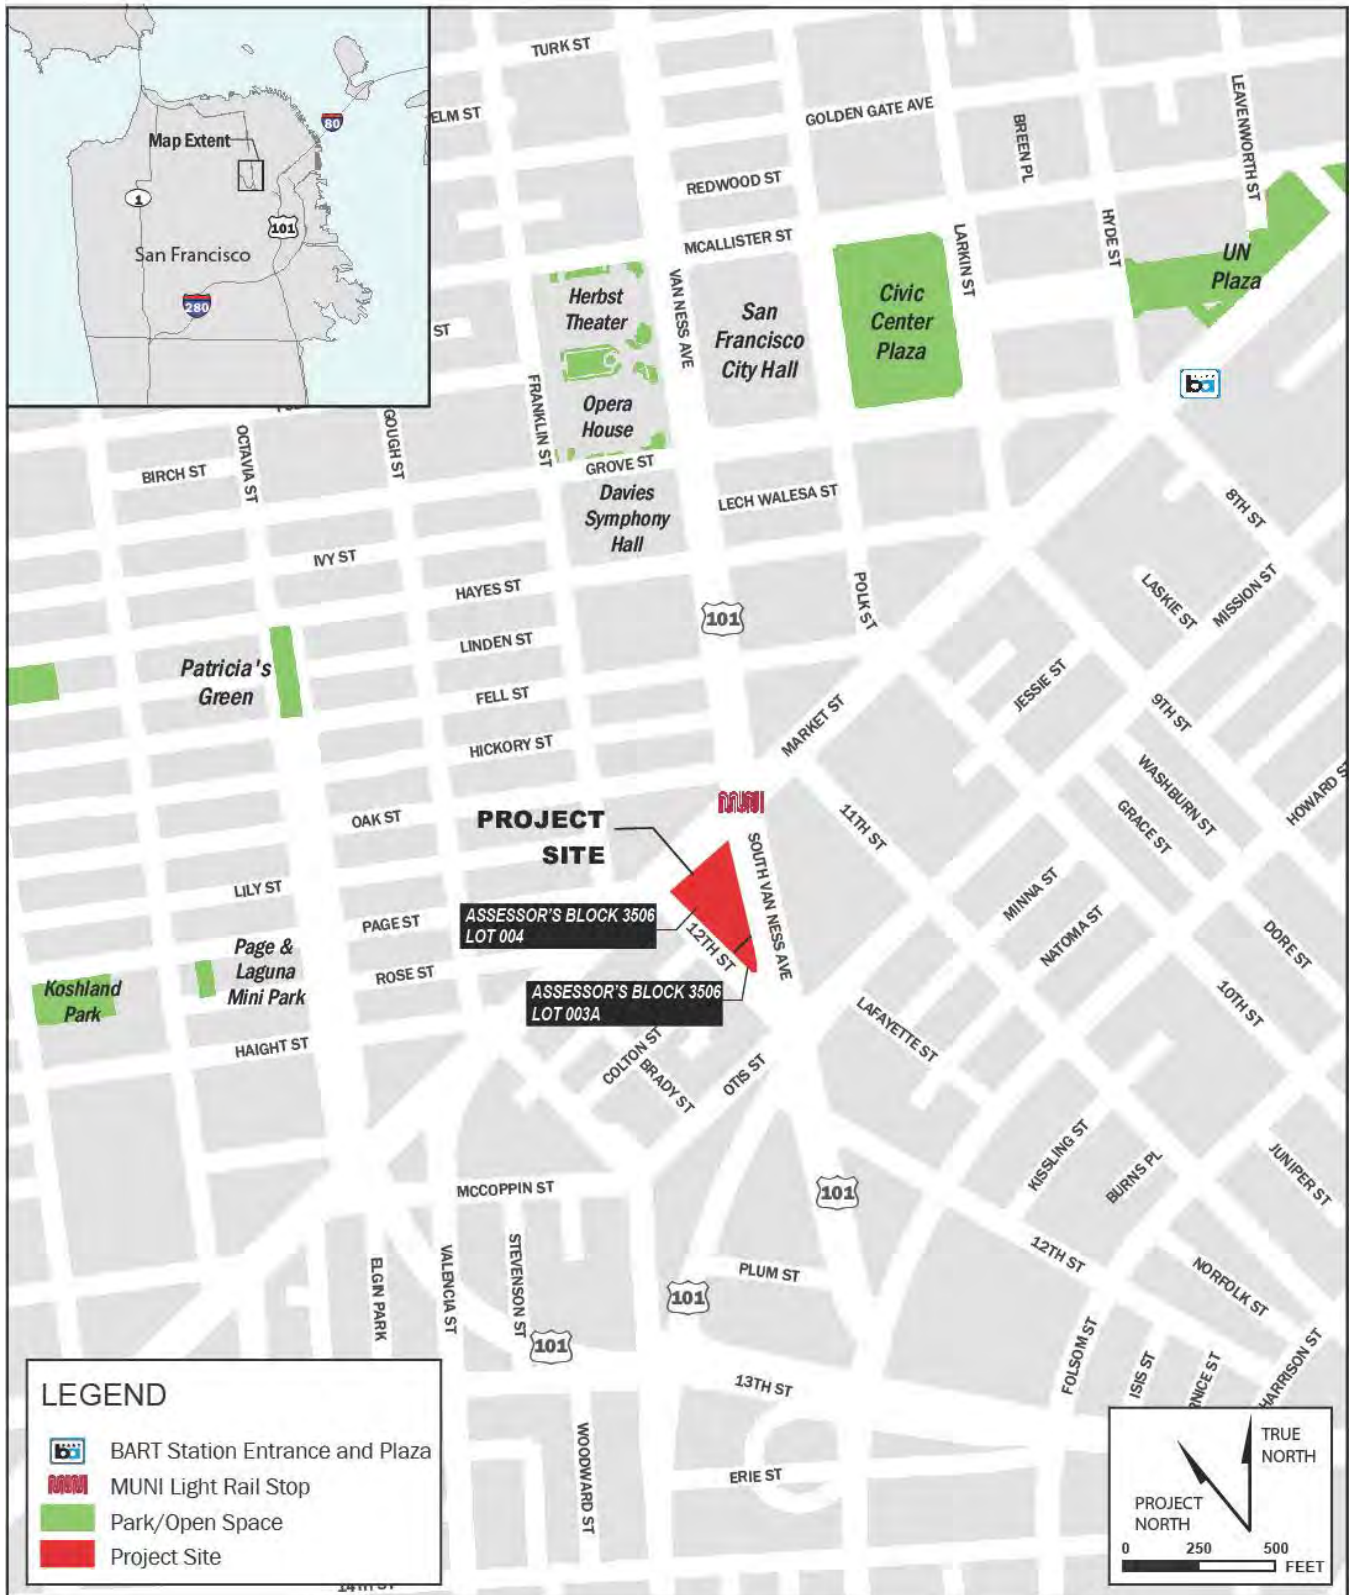 TURK ST
ELM ST
GOLDEN GATE AVE
BREEN PL
LEAVENWORTH ST
80
Map Extent
1
101
San Francisco
280
REDWOOD ST
MCALLISTER ST
LARKIN ST
HYDE ST
UN
Plaza
Herbst
Theater
VAN NESS AVE
San
Francisco
City Hall
Civic
Center
Plaza
ST
ba
FRANKLIN ST
Opera
House
GOUGH ST
OCTAVIA ST
BIRCH ST
GROVE ST
Davies
Symphony
Hall
LECH WALESA ST
8TH ST
IVY ST
HAYES ST
POLK ST
LASKIE ST
MISSION ST
101
LINDEN ST
Patricia's
Green
FELL ST
JESSIE ST
9TH ST
HICKORY ST
MARKET ST
WASHBURN ST
HOWARD ST
MUNI
OAK ST
PROJECT
SITE
11TH ST
GRACE ST
SOUTH VAN NESS AVE
LILY ST
MINNA ST
PAGE ST
ASSESSOR'S BLOCK 3506
LOT 004
12TH ST
NATOMA ST
DORE ST
Page &
Laguna
Mini Park
ROSE ST
Koshland
Park
ASSESSOR'S BLOCK 3506
LOT 003A
10TH ST
LAFAYETTE ST
HAIGHT ST
COLTON ST
BRADY ST
OTIS ST
KISSLING ST
BURNS PL
JUNIPER ST
MCCOPPIN ST
101
12TH ST
ELGIN PARK
VALENCIA ST
STEVENSON ST
PLUM ST
NORFOLK ST
101
101
FOLSOM ST
ISIS ST
RNICE ST
HARRISON ST
13TH ST
WOODWARD ST
ERIE ST
LEGEND
ba BART Station Entrance and Plaza
MUNI MUNI Light Rail Stop
Park/Open Space
Project Site
14TH ST
TRUE
NORTH
PROJECT
NORTH
0 250 500
FEET